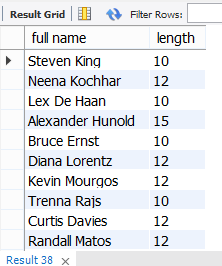 Result Grid Filter Rows:
full name length
Steven King 10
Neena Kochhar 12
Lex De Haan 10
Alexander Hunold 15
Bruce Ernst 10
Diana Lorentz 12
Kevin Mourgos 12
Trenna Rajs 10
Curtis Davies 12
Randall Matos 12
Result 38 ×